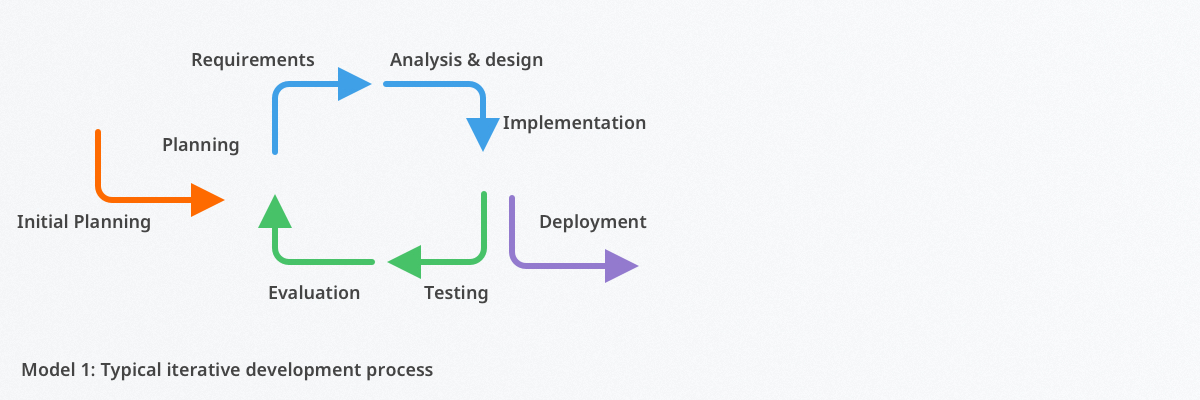 Requirements
Analysis & design
Implementation
Planning
Initial Planning
Deployment
Evaluation
Testing
Model 1: Typical iterative development process